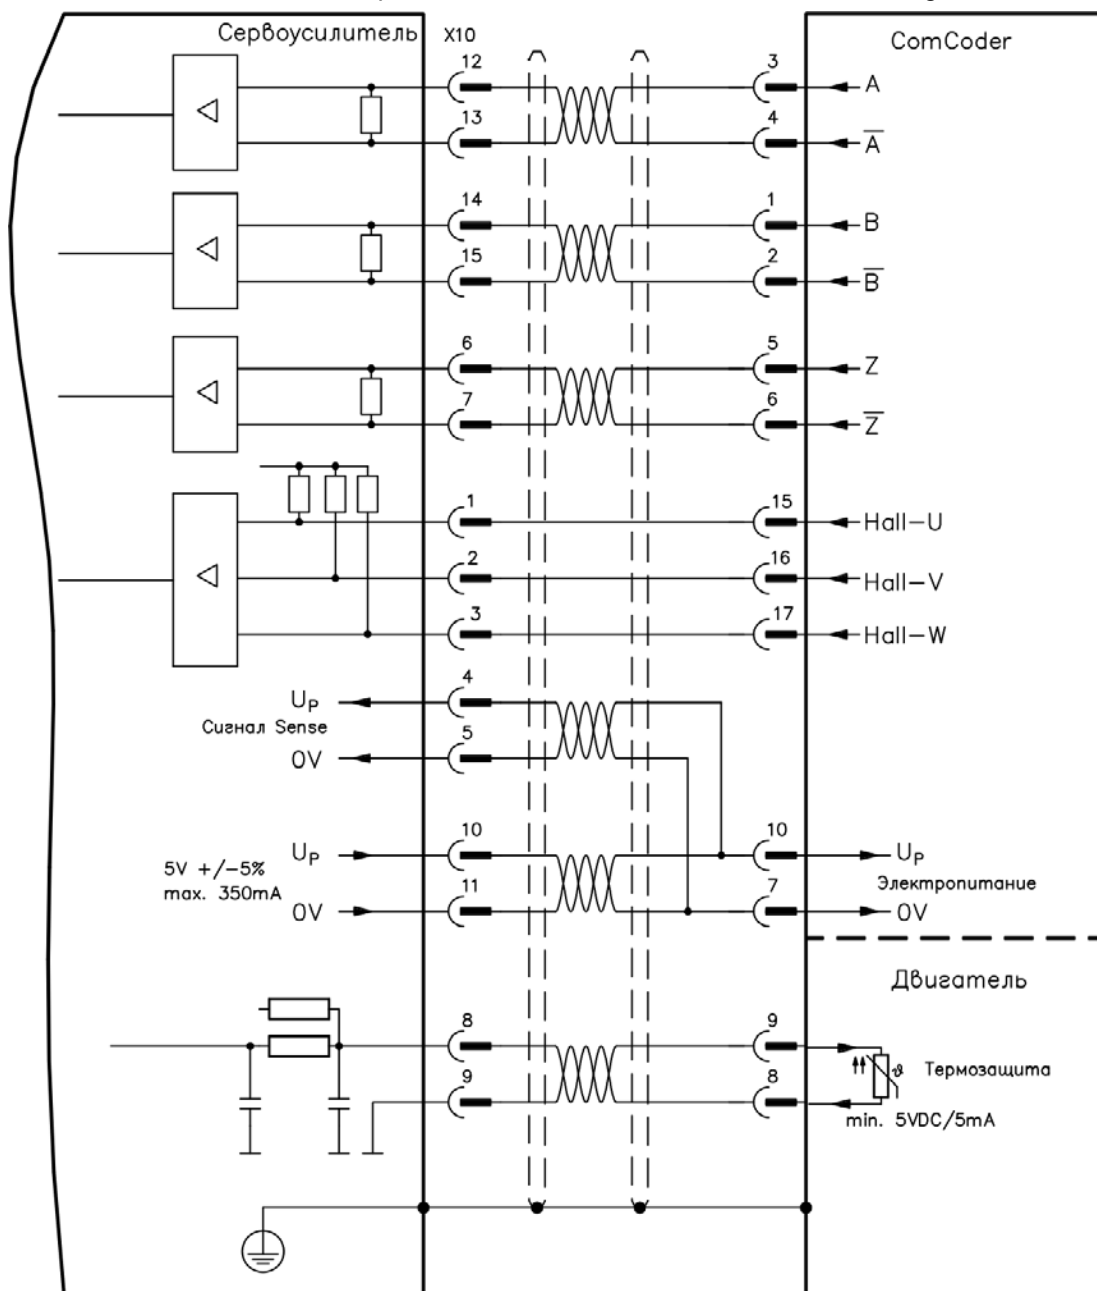 Сервоусилитель
X10
ComCoder
12
3
A
13
4
A̅
14
1
B
15
2
B̅
6
5
Z
7
6
Z̅
1
15
Hall-U
2
16
Hall-V
3
17
Hall-W
4
UP
Сигнал Sense
5
0V
10
10
UP
UP
5V +/-5%
max. 350mA
Электропитание
11
7
0V
0V
Двигатель
8
9
ϑ
Термозащита
9
8
min. 5VDC/5mA